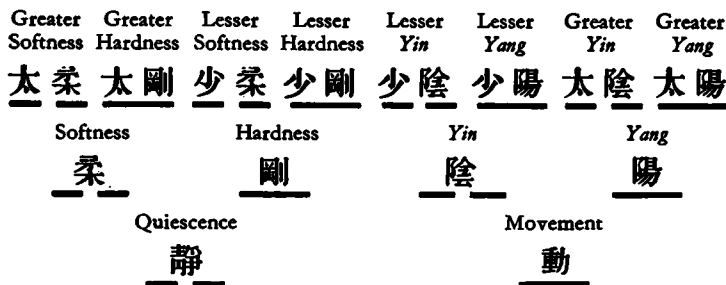 Greater Greater Lesser Lesser Lesser Lesser Greater Greater
Softness Hardness Softness Hardness Yin Yang Yin Yang
太柔 太剛 少柔 少剛 少陰 少陽 太陰 太陽
Softness Hardness Yin Yang
柔 剛 陰 陽
Quiescence Movement
靜 動